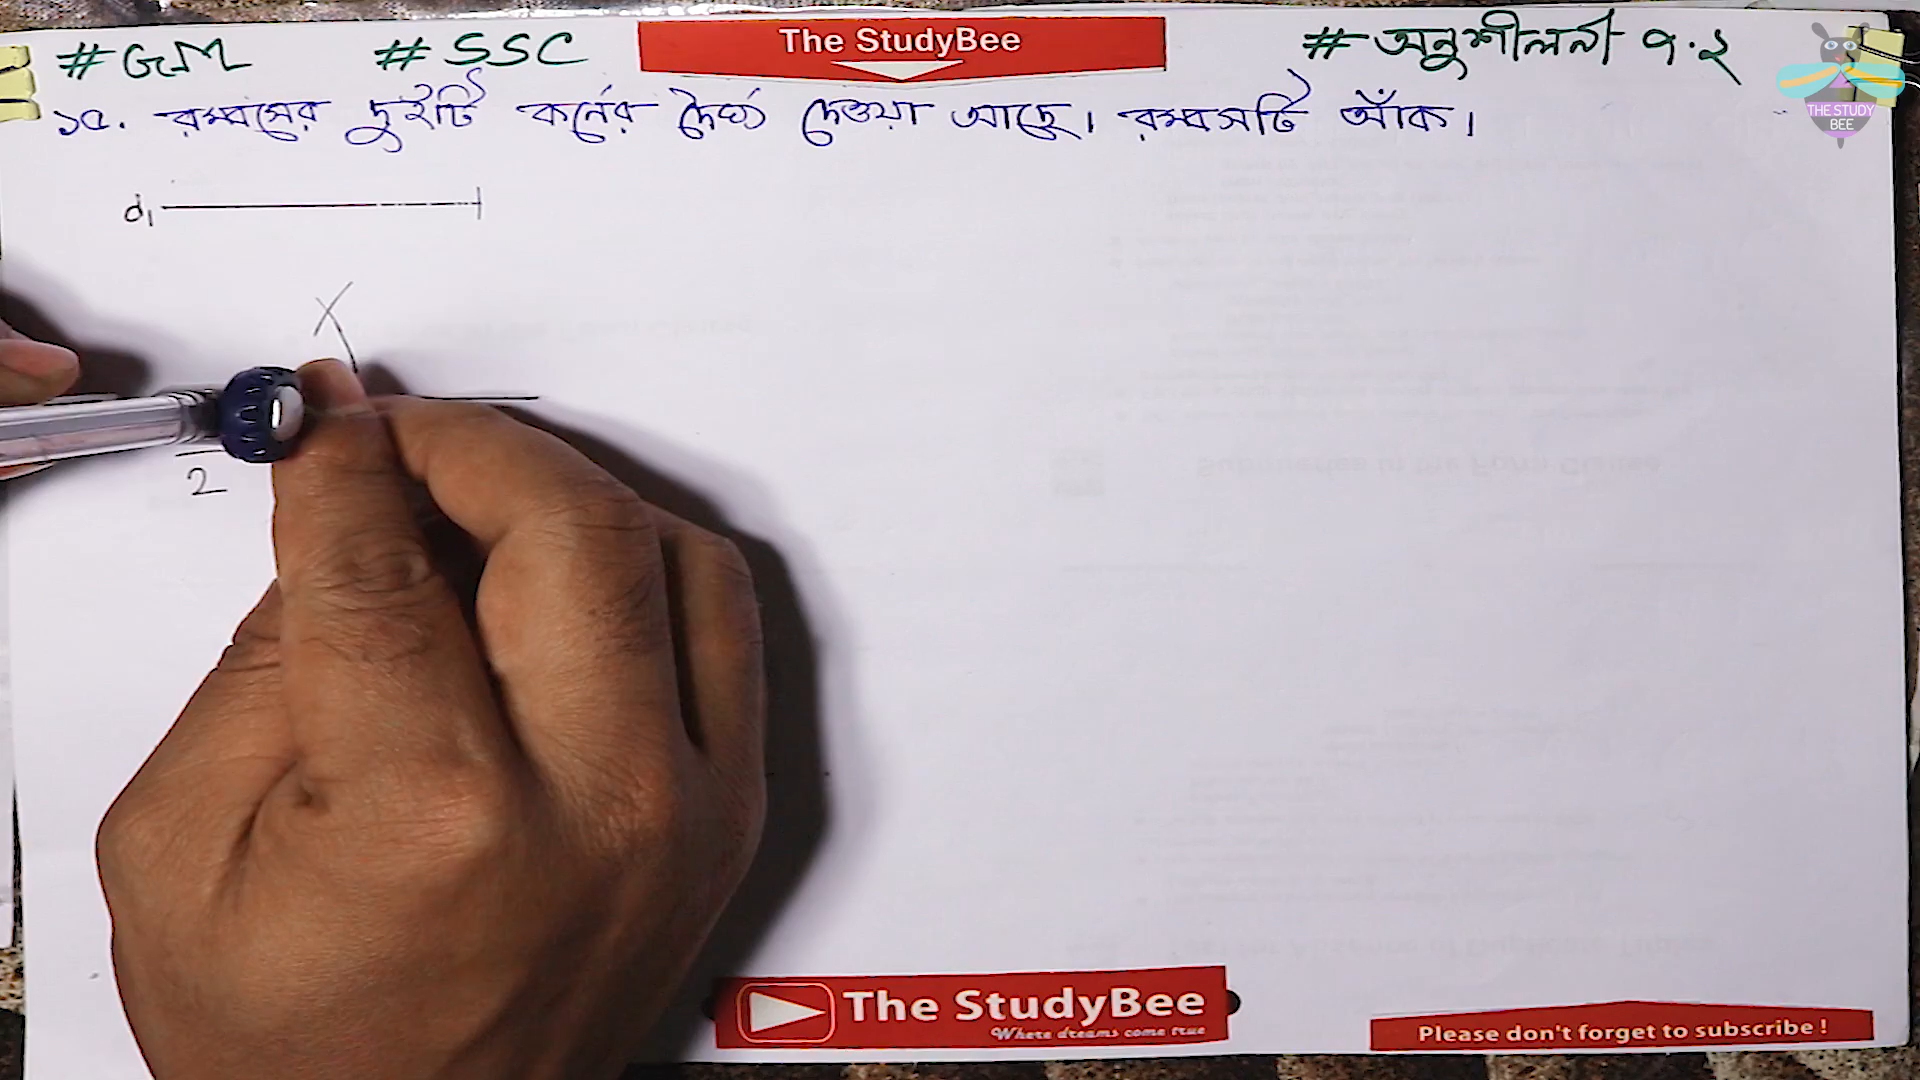 #GM #SSC The StudyBee #অনুশীলনী ৭.২
THE STUDY
BEE
১৫. রম্বসের দুইটি কর্নের দৈর্ঘ্য দেওয়া আছে। রম্বসটি আঁক।
d₁
2
The StudyBee
Where dreams come true
Please don't forget to subscribe !